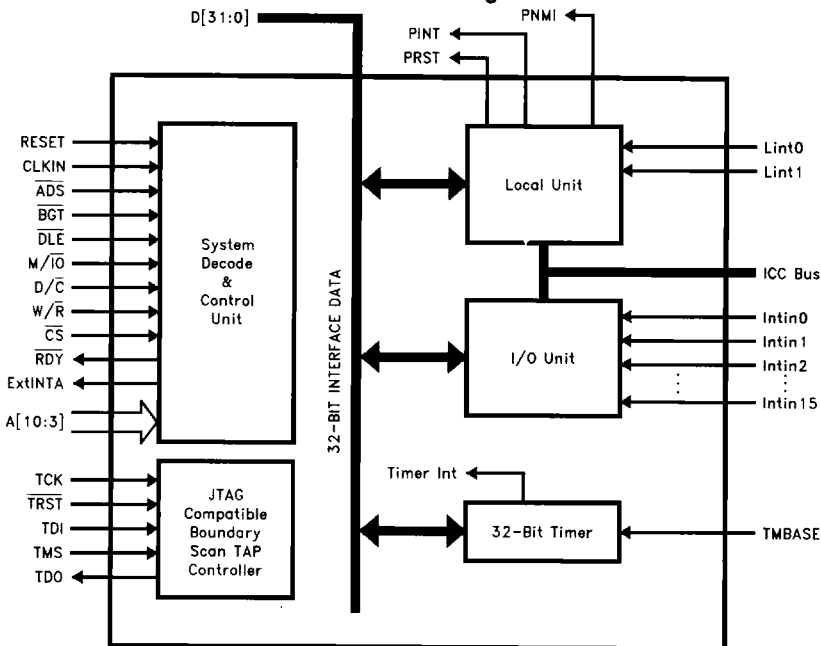 D[31:0]
PNMI
PINT
PRST
RESET
CLKIN
ADS
BGT
DLE
M/IO
D/C
W/R
CS
RDY
ExtINTA
A[10:3]
System
Decode
&
Control
Unit
TCK
TRST
TDI
TMS
TDO
JTAG
Compatible
Boundary
Scan TAP
Controller
32-BIT INTERFACE DATA
Local Unit
Lint0
Lint1
ICC Bus
I/O Unit
Intin0
Intin1
Intin2
Intin15
Timer Int
32-Bit Timer
TMBASE